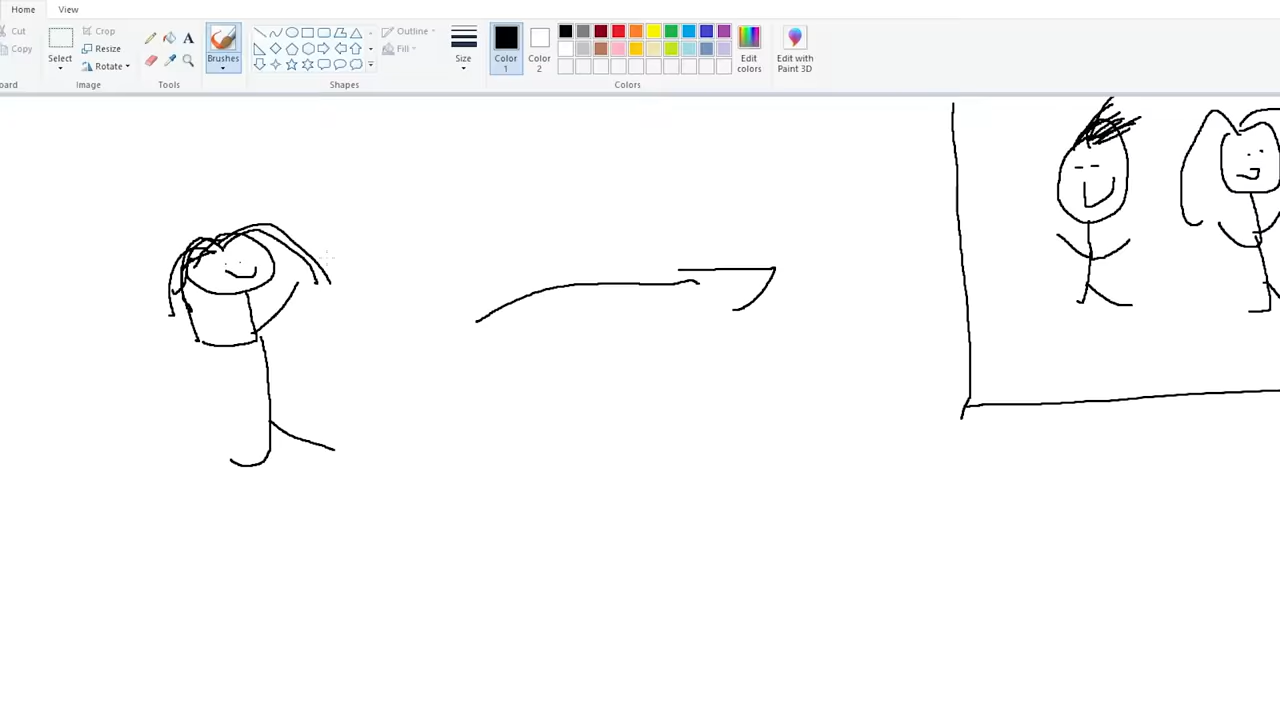 Home View
Cut
Copy
oard
Select
Crop
Resize
Rotate
Image
A
Tools
Brushes
Shapes
Outline
Fill
Size
Color
1
Color
2
Colors
Edit
colors
Edit with
Paint 3D